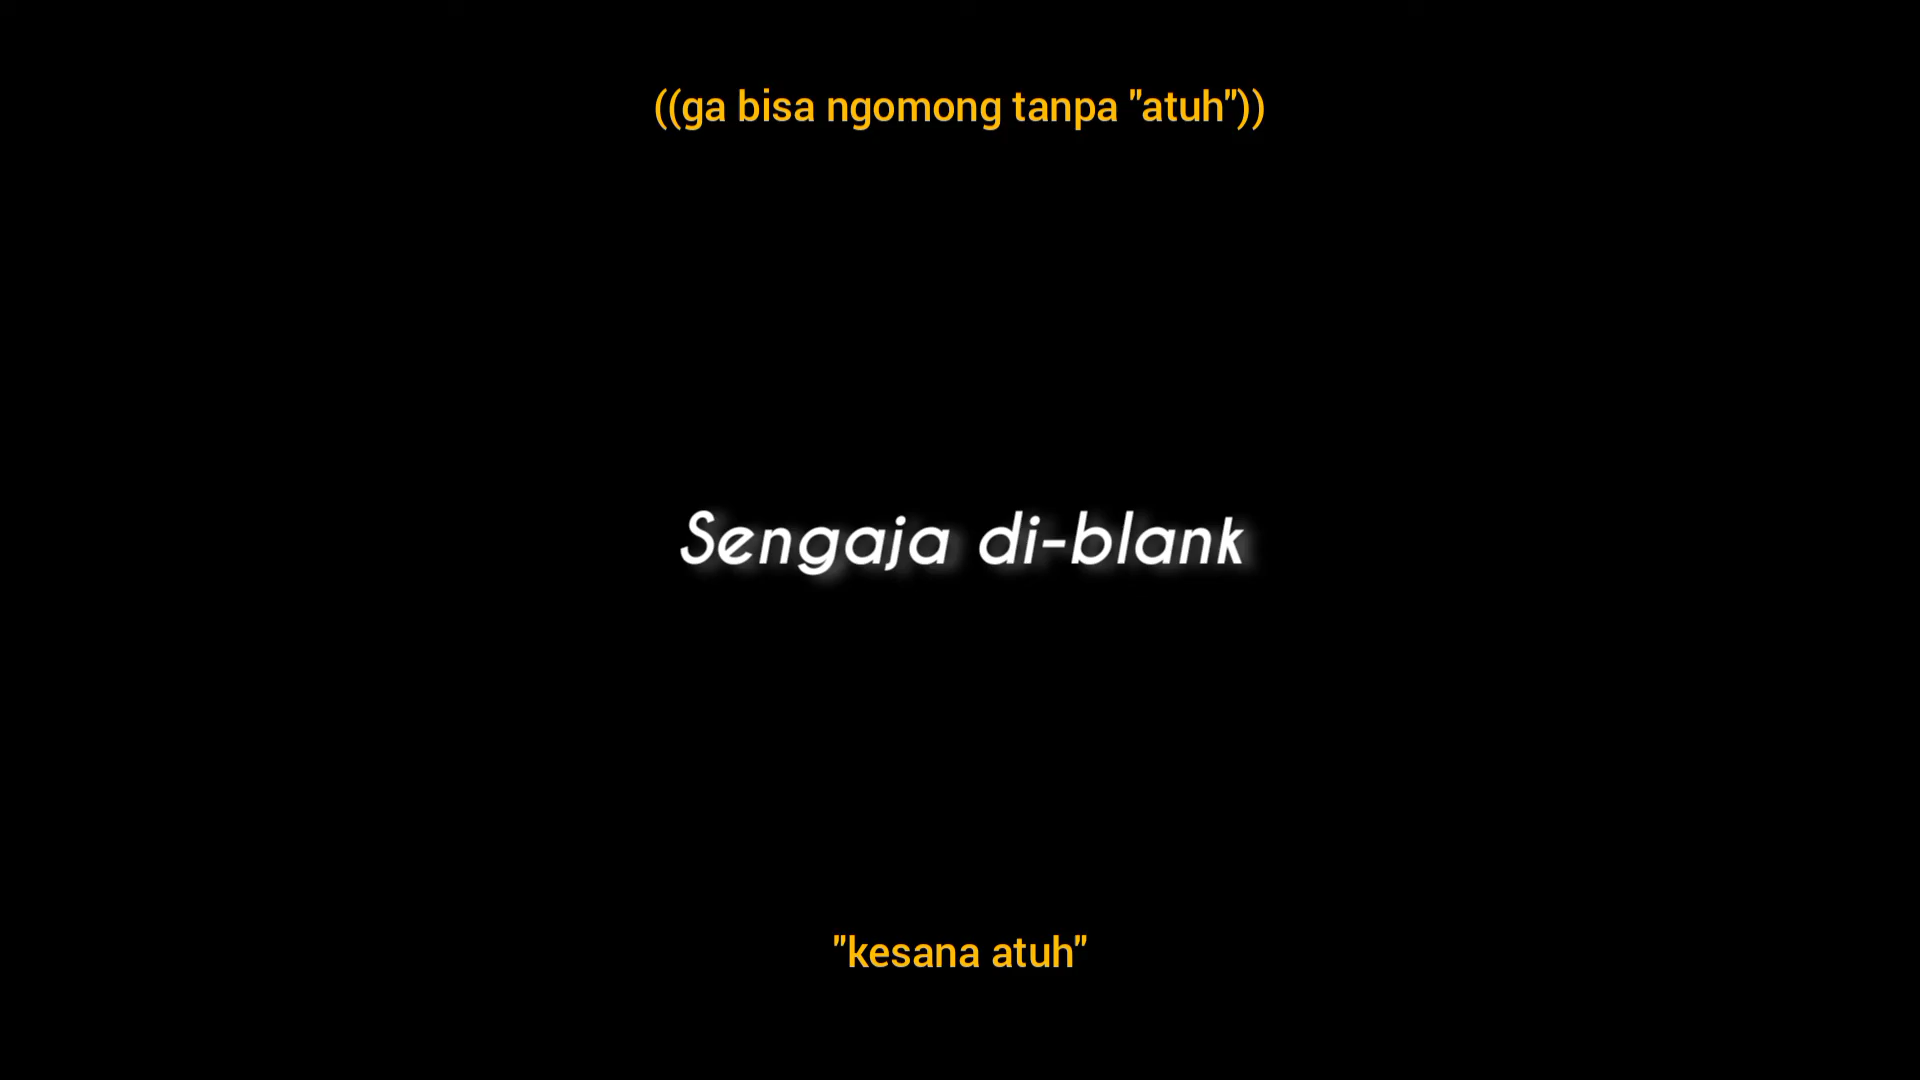 ((ga bisa ngomong tanpa "atuh"))
Sengaja di-blank
"kesana atuh"